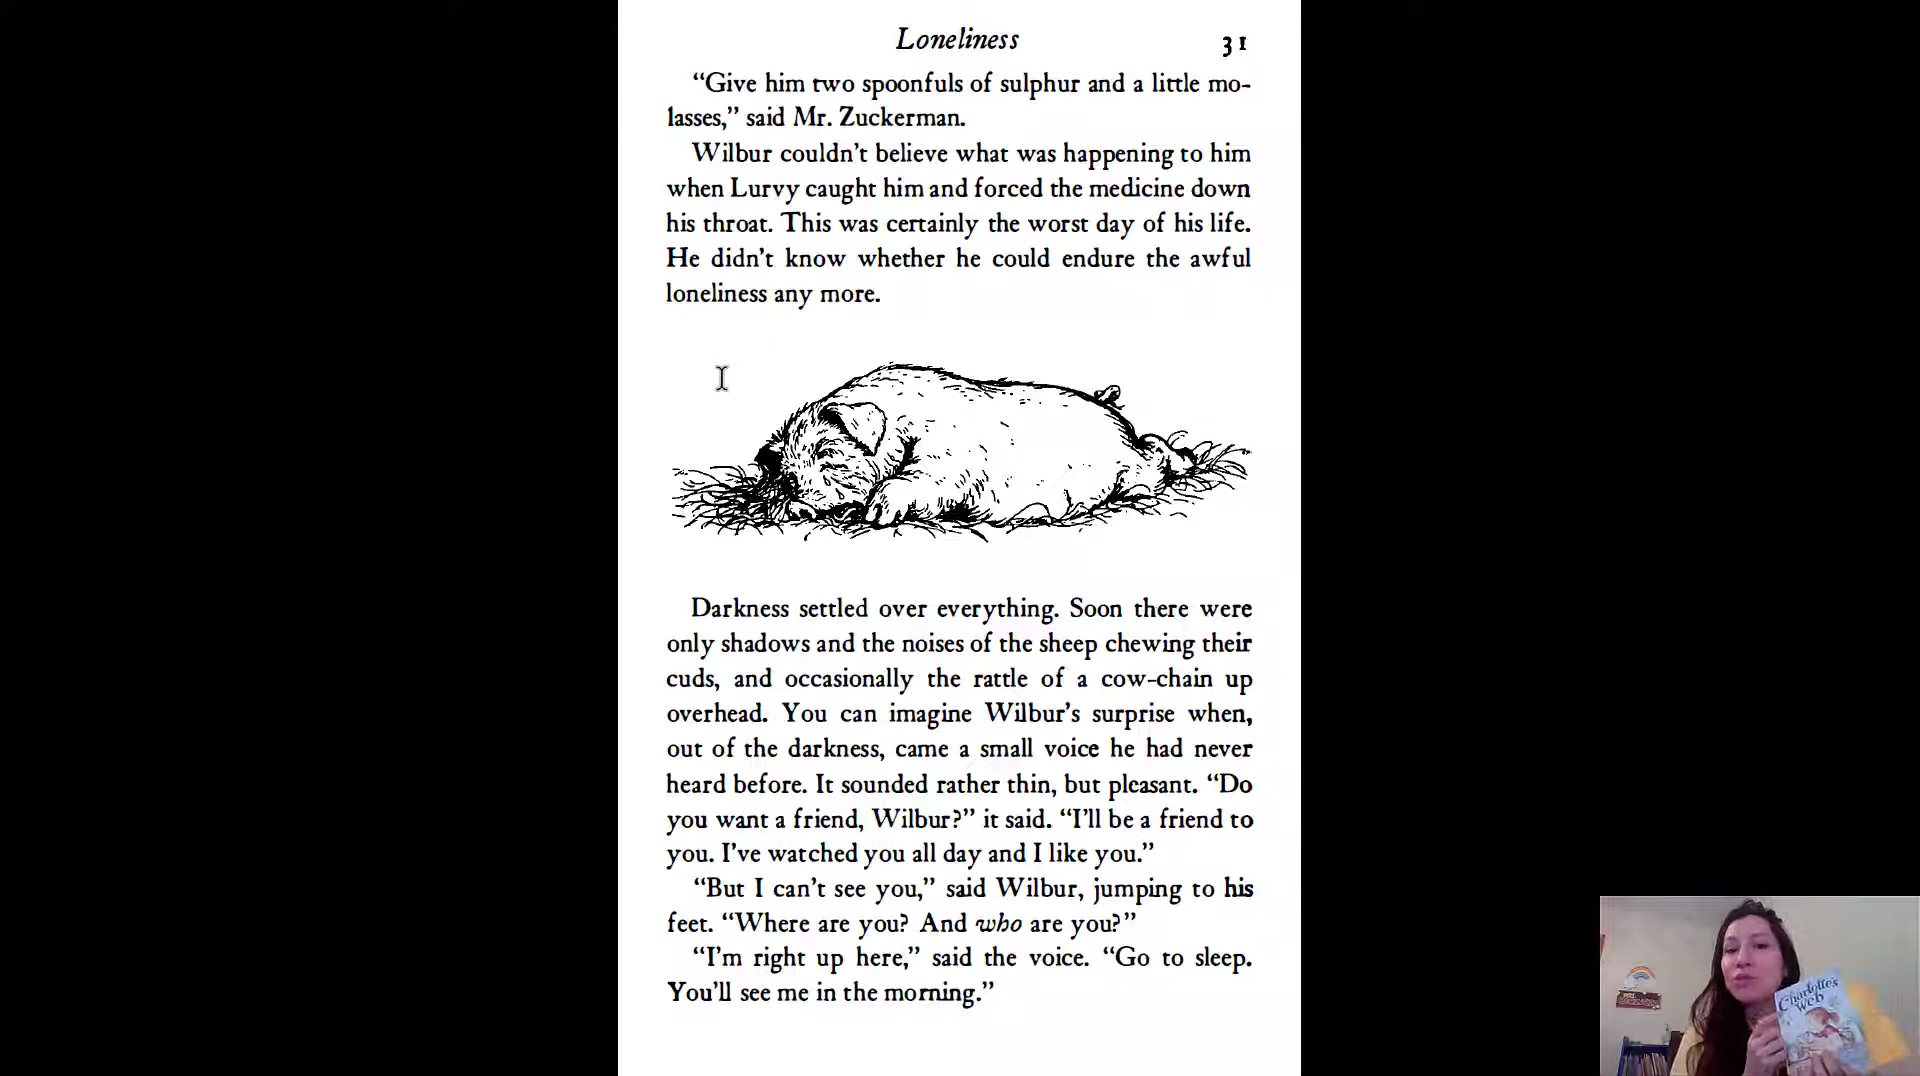 Loneliness 31
“Give him two spoonfuls of sulphur and a little mo-
lasses,” said Mr. Zuckerman.
Wilbur couldn’t believe what was happening to him
when Lurvy caught him and forced the medicine down
his throat. This was certainly the worst day of his life.
He didn’t know whether he could endure the awful
loneliness any more.
Darkness settled over everything. Soon there were
only shadows and the noises of the sheep chewing their
cuds, and occasionally the rattle of a cow-chain up
overhead. You can imagine Wilbur’s surprise when,
out of the darkness, came a small voice he had never
heard before. It sounded rather thin, but pleasant. “Do
you want a friend, Wilbur?” it said. “I’ll be a friend to
you. I’ve watched you all day and I like you.”
“But I can’t see you,” said Wilbur, jumping to his
feet. “Where are you? And who are you?”
“I’m right up here,” said the voice. “Go to sleep.
You’ll see me in the morning.”
Charlotte's
Web